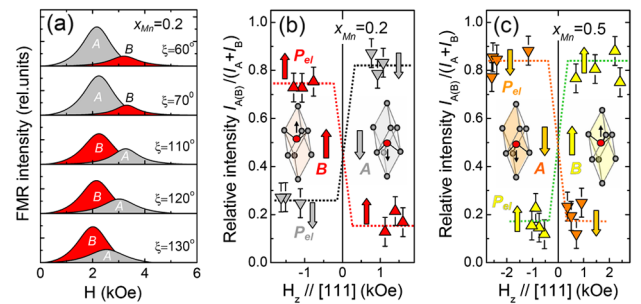 (a)
x_Mn=0.2
FMR intensity (rel.units)
A
B
ξ=60°
A
B
ξ=70°
B
A
ξ=110°
B
A
ξ=120°
B
A
ξ=130°
0 2 4 6
H (kOe)
(b)
x_Mn=0.2
Relative intensity I_A(B)/(I_A+I_B)
1.0
0.8
0.6
0.4
0.2
0.0
P_el
B
A
P_el
-1 0 1
H_z // [111] (kOe)
(c)
x_Mn=0.5
Relative intensity I_A(B)/(I_A+I_B)
1.0
0.8
0.6
0.4
0.2
0.0
P_el
A
B
P_el
-2 -1 0 1 2
H_z // [111] (kOe)